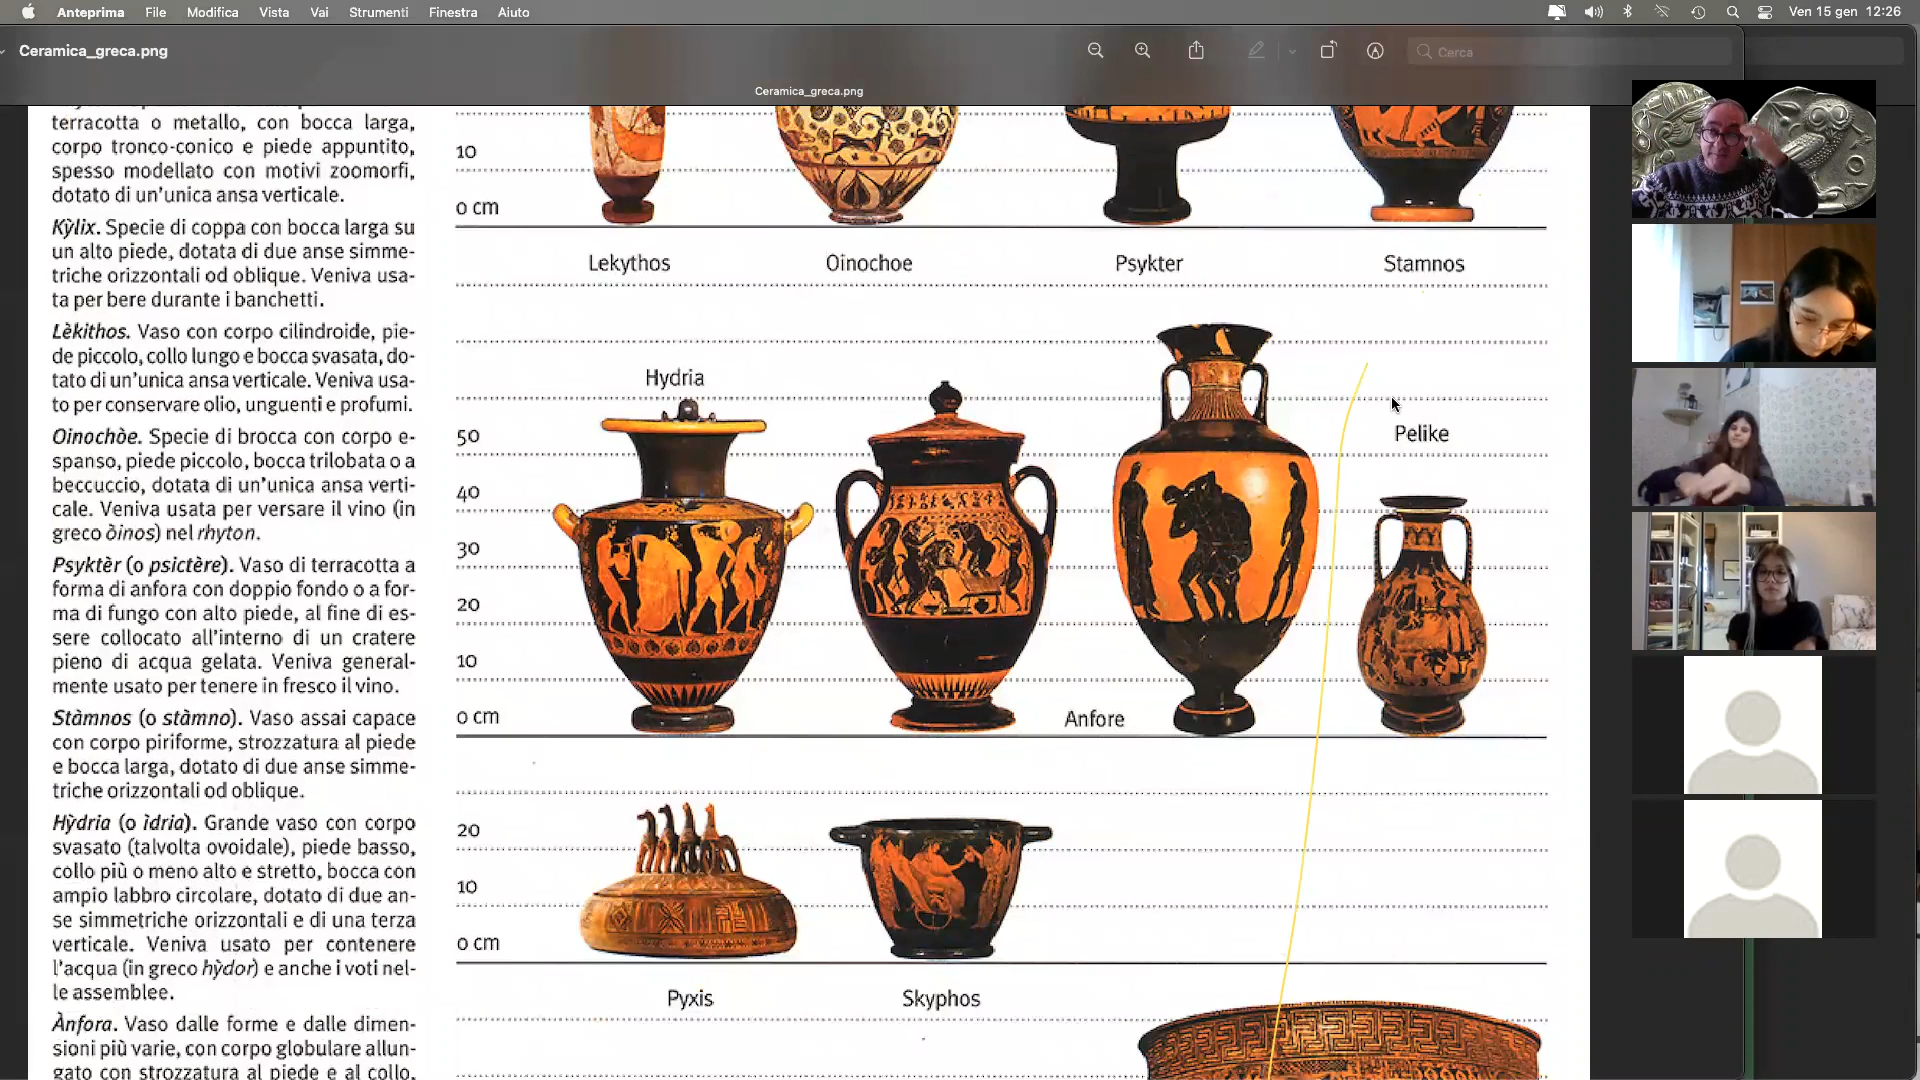 Anteprima File Modifica Vista Vai Strumenti Finestra Aiuto Ven 15 gen 12:26
Ceramica_greca.png
Cerca
Ceramica_greca.png
terracotta o metallo, con bocca larga,
corpo tronco-conico e piede appuntito,
spesso modellato con motivi zoomorfi,
dotato di un'unica ansa verticale.
Kỳlix. Specie di coppa con bocca larga su
un alto piede, dotata di due anse simme-
triche orizzontali od oblique. Veniva usa-
ta per bere durante i banchetti.
Lèkithos. Vaso con corpo cilindroide, pie-
de piccolo, collo lungo e bocca svasata, do-
tato di un'unica ansa verticale. Veniva usa-
to per conservare olio, unguenti e profumi.
Oinochòe. Specie di brocca con corpo e-
spanso, piede piccolo, bocca trilobata o a
beccuccio, dotata di un'unica ansa verti-
cale. Veniva usata per versare il vino (in
greco òinos) nel rhyton.
Psyktèr (o psictère). Vaso di terracotta a
forma di anfora con doppio fondo o a for-
ma di fungo con alto piede, al fine di es-
sere collocato all'interno di un cratere
pieno di acqua gelata. Veniva general-
mente usato per tenere in fresco il vino.
Stàmnos (o stàmno). Vaso assai capace
con corpo piriforme, strozzatura al piede
e bocca larga, dotato di due anse simme-
triche orizzontali od oblique.
Hỳdria (o ìdria). Grande vaso con corpo
svasato (talvolta ovoidale), piede basso,
collo più o meno alto e stretto, bocca con
ampio labbro circolare, dotato di due an-
se simmetriche orizzontali e di una terza
verticale. Veniva usato per contenere
l'acqua (in greco hỳdor) e anche i voti nel-
le assemblee.
Ànfora. Vaso dalle forme e dalle dimen-
sioni più varie, con corpo globulare allun-
gato con strozzatura al piede e al collo,
10
0 cm
Lekythos Oinochoe Psykter Stamnos
Hydria
Pelike
50
40
30
20
10
0 cm
Anfore
20
10
0 cm
Pyxis Skyphos